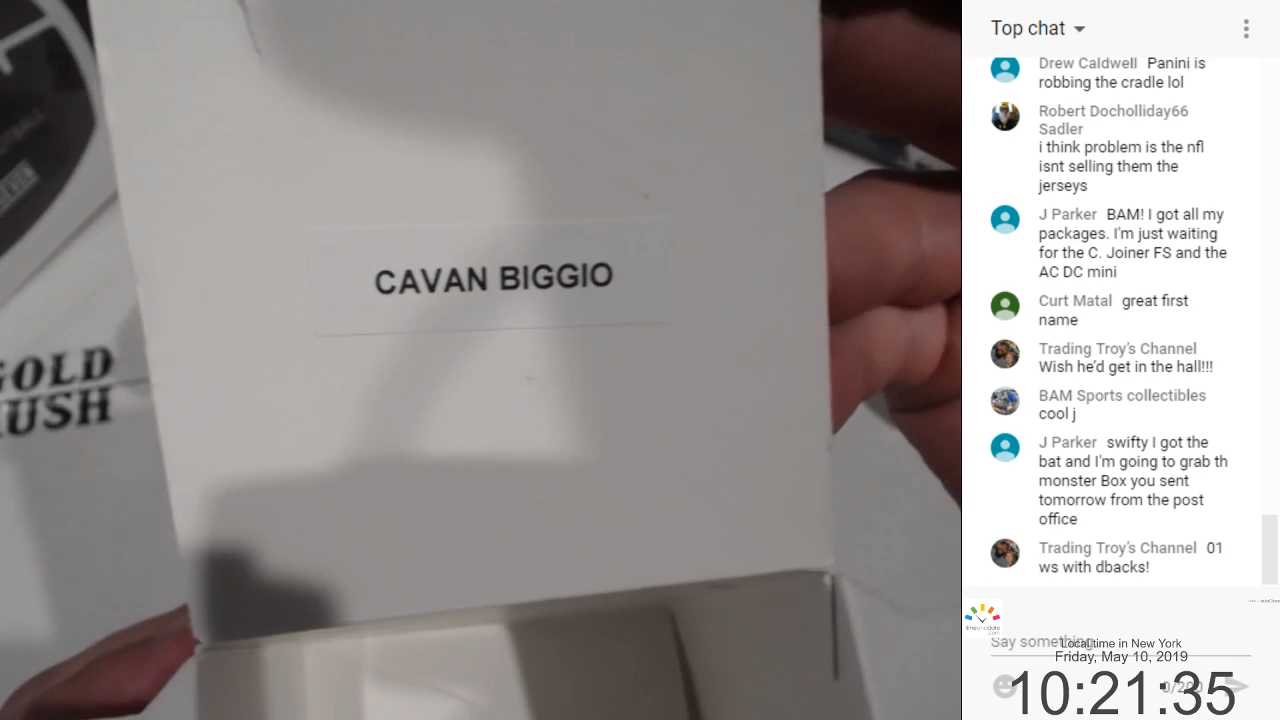 GOLD
CAVAN BIGGIO
Top chat
Drew Caldwell Panini is
robbing the cradle lol
Robert Docholliday66
Sadler
i think problem is the nfl
isnt selling them the
jerseys
J Parker BAM! I got all my
packages. I'm just waiting
for the C. Joiner FS and the
AC DC mini
Curt Matal great first
name
Trading Troy's Channel
Wish he'd get in the hall!!!
BAM Sports collectibles
cool j
J Parker swifty I got the
bat and I'm going to grab th
monster Box you sent
tomorrow from the post
office
Trading Troy's Channel 01
ws with dbacks!
Say something
Local time in New York
Friday, May 10, 2019
10:21:35